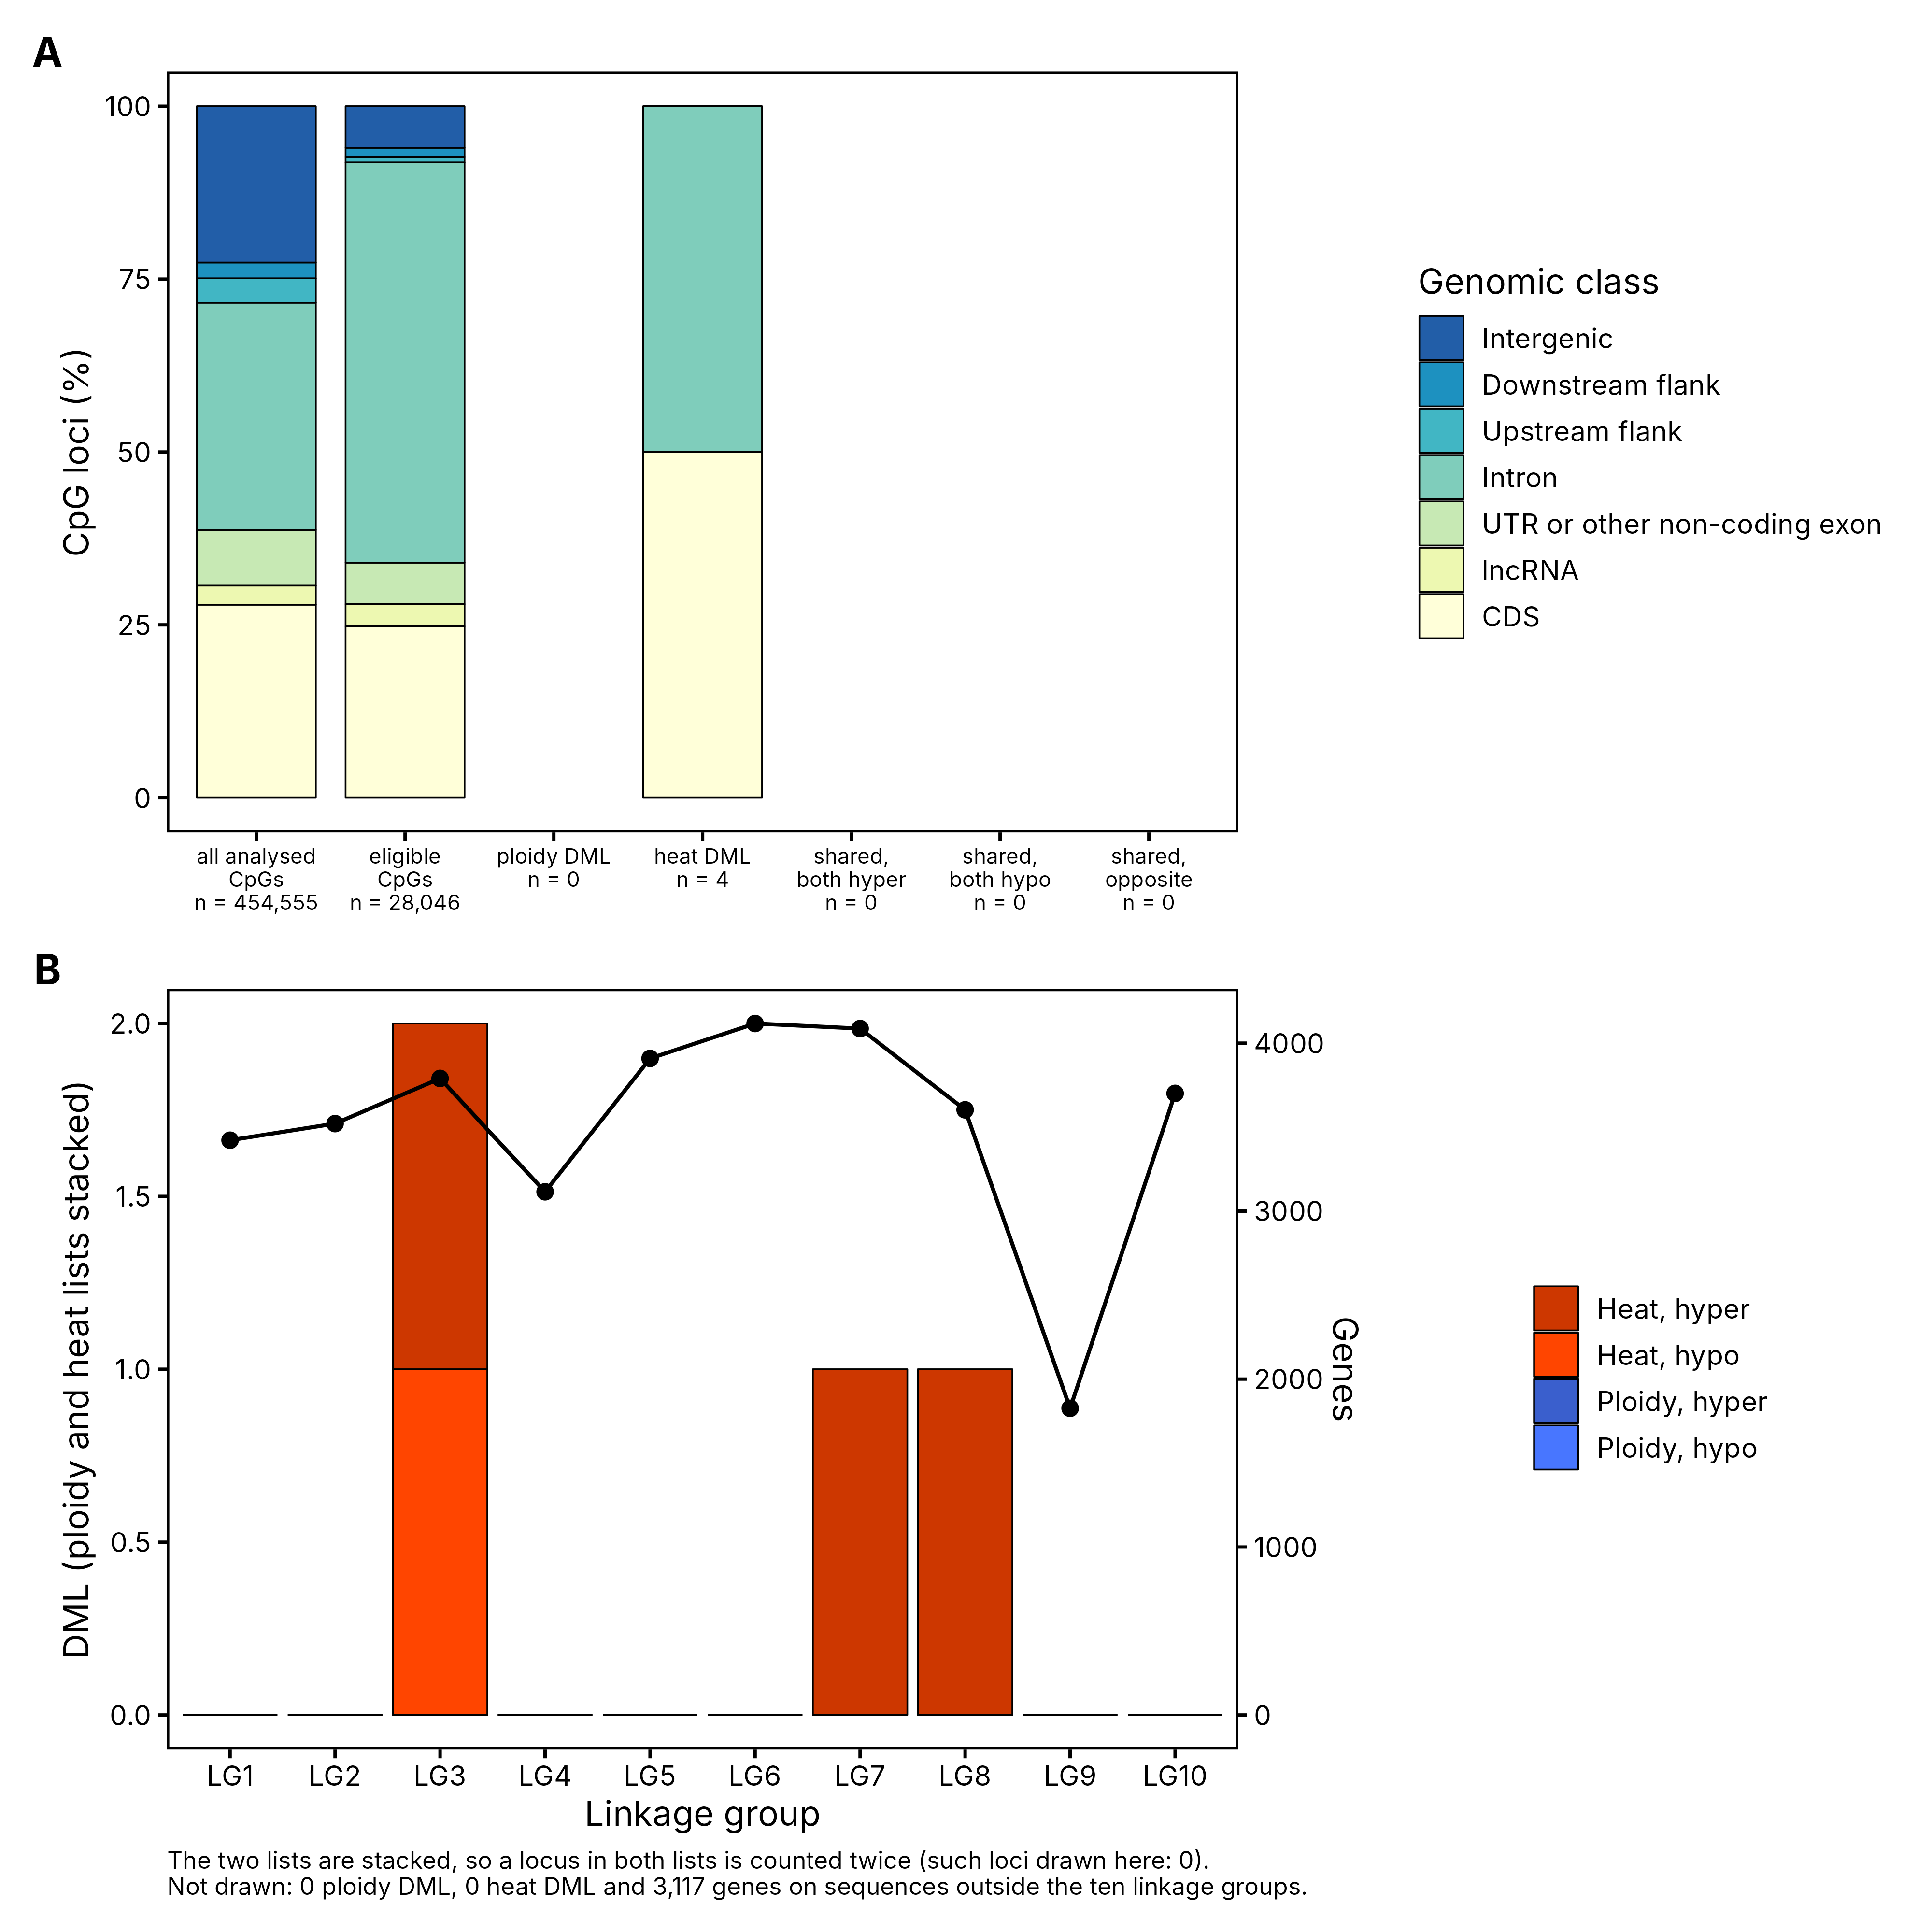 A
CpG loci (%)
100
75
50
25
0
all analysed
CpGs
n = 454,555
eligible
CpGs
n = 28,046
ploidy DML
n = 0
heat DML
n = 4
shared,
both hyper
n = 0
shared,
both hypo
n = 0
shared,
opposite
n = 0
Genomic class
Intergenic
Downstream flank
Upstream flank
Intron
UTR or other non-coding exon
lncRNA
CDS
B
DML (ploidy and heat lists stacked)
2.0
1.5
1.0
0.5
0.0
4000
3000
2000
1000
0
Genes
LG1
LG2
LG3
LG4
LG5
LG6
LG7
LG8
LG9
LG10
Linkage group
Heat, hyper
Heat, hypo
Ploidy, hyper
Ploidy, hypo
The two lists are stacked, so a locus in both lists is counted twice (such loci drawn here: 0).
Not drawn: 0 ploidy DML, 0 heat DML and 3,117 genes on sequences outside the ten linkage groups.